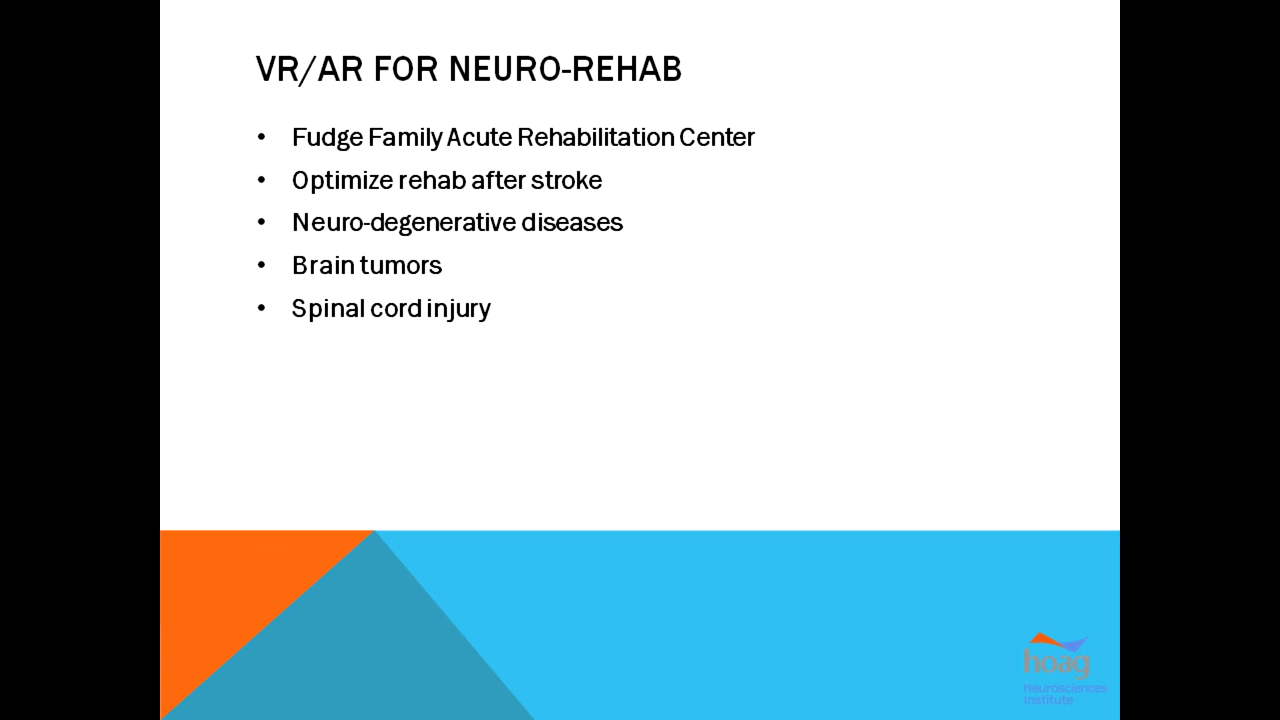 VR/AR FOR NEURO-REHAB
• Fudge Family Acute Rehabilitation Center
• Optimize rehab after stroke
• Neuro-degenerative diseases
• Brain tumors
• Spinal cord injury
hoag
neurosciences
institute